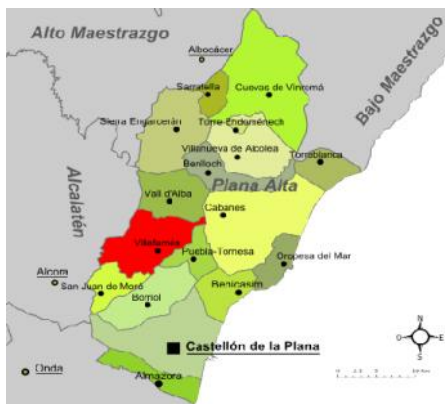 Alto Maestrazgo
Albocácer
Bajo Maestrazgo
Sarratella
Cuevas de Vinromá
Sierra Engarcerán
Torre-Endoménech
Villanueva de Alcolea
Benlloch
Torreblanca
Plana Alta
Alcalatén
Vall d'Alba
Cabanes
Villafamés
Puebla-Tornesa
Oropesa del Mar
Alcora
San Juan de Moró
Benicasim
Borriol
N
O
E
S
Castellón de la Plana
Onda
Almazora